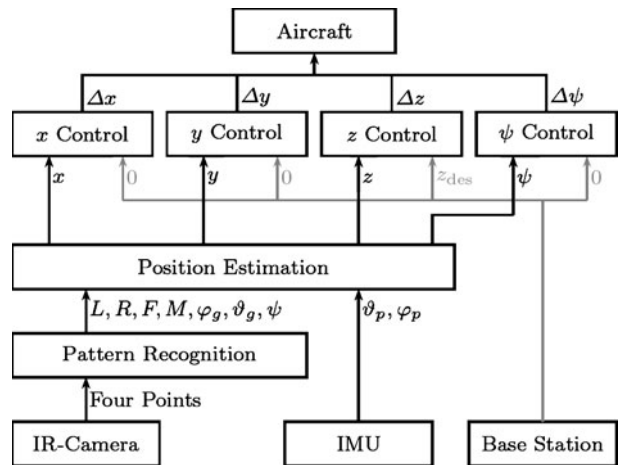 Aircraft
Δx Δy Δz Δψ
x Control y Control z Control ψ Control
x 0 y 0 z z_des ψ 0
Position Estimation
L, R, F, M, φ_g, ϑ_g, ψ ϑ_p, φ_p
Pattern Recognition
Four Points
IR-Camera IMU Base Station